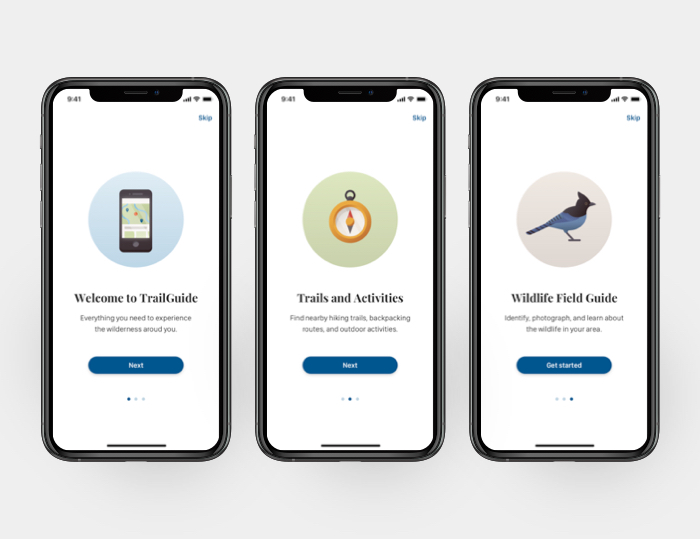 9:41
Skip
Welcome to TrailGuide
Everything you need to experience
the wilderness aroud you.
Next
9:41
Skip
Trails and Activities
Find nearby hiking trails, backpacking
routes, and outdoor activities.
Next
9:41
Skip
Wildlife Field Guide
Identify, photograph, and learn about
the wildlife in your area.
Get started